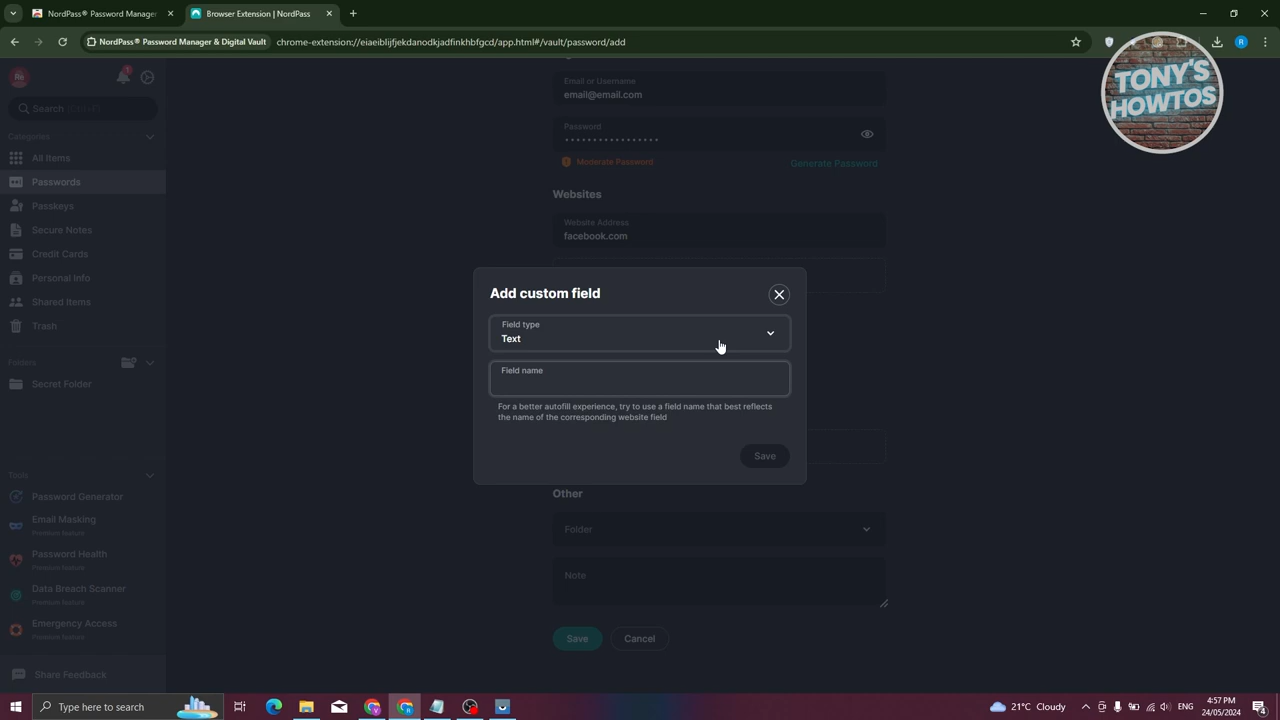 NordPass® Password Manager
Browser Extension | NordPass
NordPass® Password Manager & Digital Vault
chrome-extension://eiaeiblijfjekdanodkjadfinkhbfgcd/app.html#/vault/password/add
R
TONY'S
HOWTOS
Search (Ctrl+F)
Categories
All Items
Passwords
Passkeys
Secure Notes
Credit Cards
Personal Info
Shared Items
Trash
Folders
Secret Folder
Tools
Password Generator
Email Masking
Premium feature
Password Health
Premium feature
Data Breach Scanner
Premium feature
Emergency Access
Premium feature
Share Feedback
Email or Username
email@email.com
Password
Moderate Password
Generate Password
Websites
Website Address
facebook.com
Add custom field
Field type
Text
Field name
For a better autofill experience, try to use a field name that best reflects
the name of the corresponding website field
Save
Other
Folder
Note
Save
Cancel
Type here to search
21°C Cloudy
ENG
4:57 PM
24/05/2024